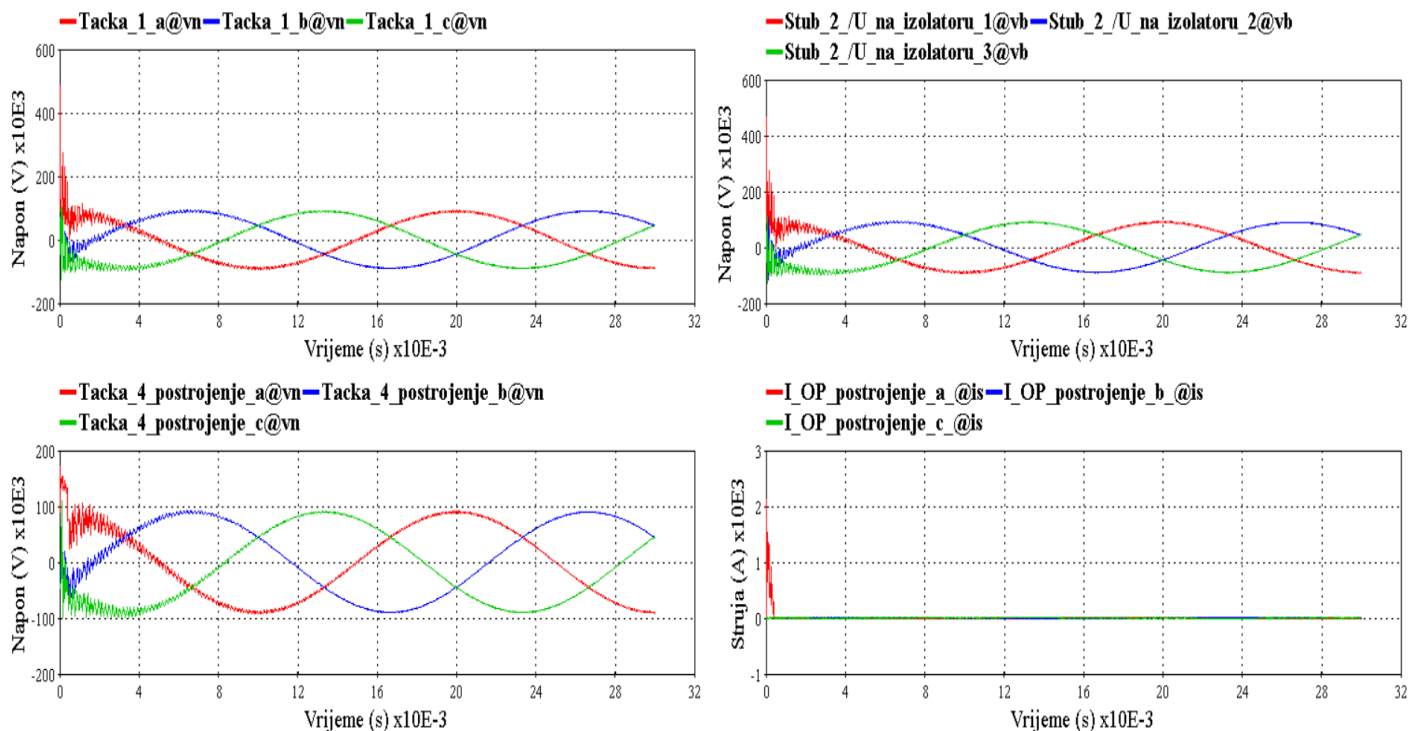 Tacka_1_a@vn Tacka_1_b@vn Tacka_1_c@vn
600
400
200
0
-200
Napon (V) x10E3
0 4 8 12 16 20 24 28 32
Vrijeme (s) x10E-3
Stub_2_/U_na_izolatoru_1@vb Stub_2_/U_na_izolatoru_2@vb
Stub_2_/U_na_izolatoru_3@vb
600
400
200
0
-200
Napon (V) x10E3
0 4 8 12 16 20 24 28 32
Vrijeme (s) x10E-3
Tacka_4_postrojenje_a@vn Tacka_4_postrojenje_b@vn
Tacka_4_postrojenje_c@vn
200
100
0
-100
-200
Napon (V) x10E3
0 4 8 12 16 20 24 28 32
Vrijeme (s) x10E-3
I_OP_postrojenje_a_@is I_OP_postrojenje_b_@is
I_OP_postrojenje_c_@is
3
2
1
0
-1
Struja (A) x10E3
0 4 8 12 16 20 24 28 32
Vrijeme (s) x10E-3